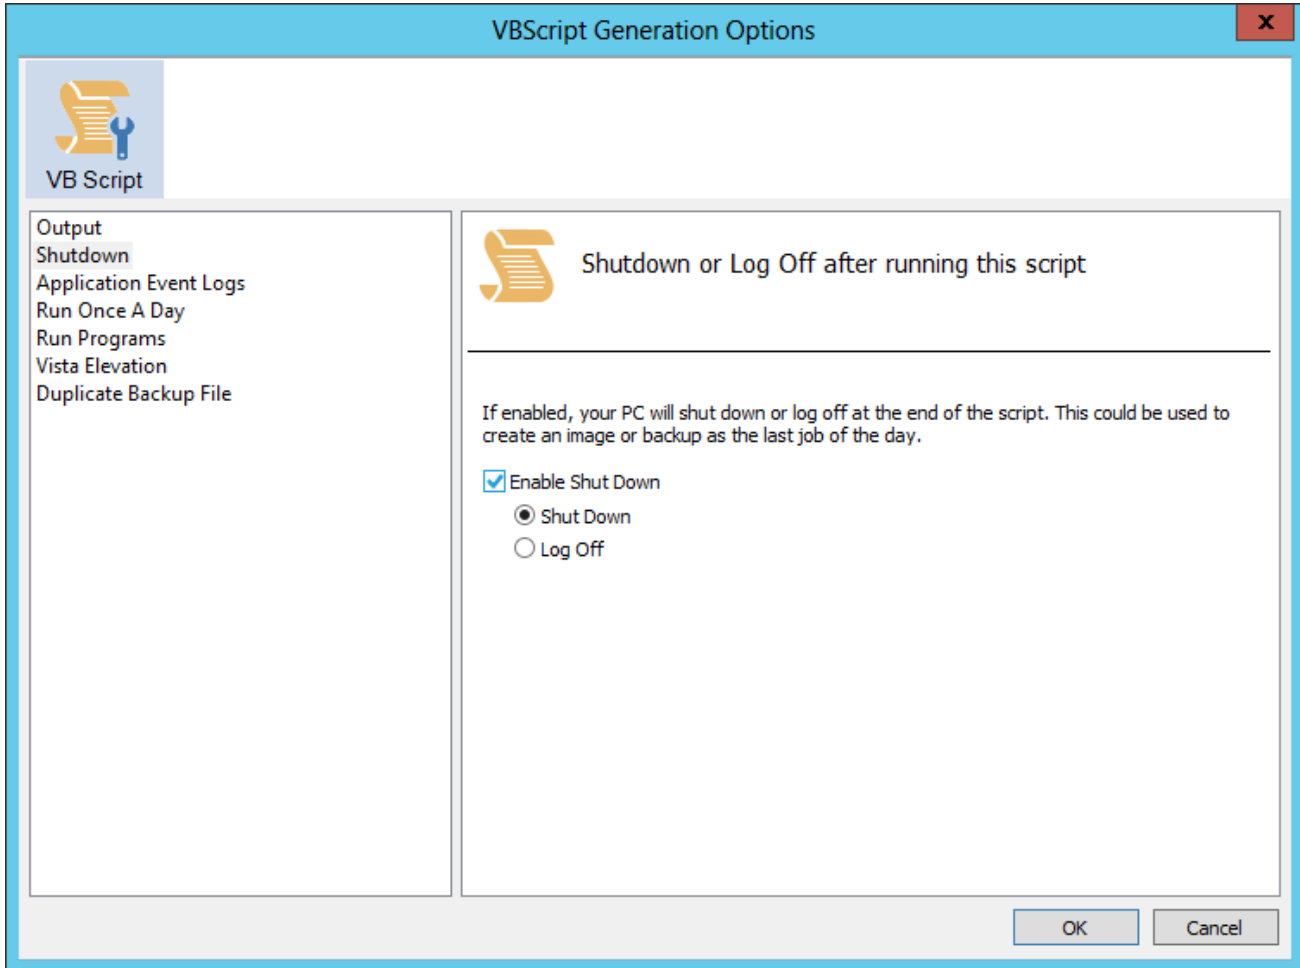 VBScript Generation Options
x
VB Script
Output
Shutdown
Application Event Logs
Run Once A Day
Run Programs
Vista Elevation
Duplicate Backup File
Shutdown or Log Off after running this script
If enabled, your PC will shut down or log off at the end of the script. This could be used to
create an image or backup as the last job of the day.
Enable Shut Down
Shut Down
Log Off
OK
Cancel